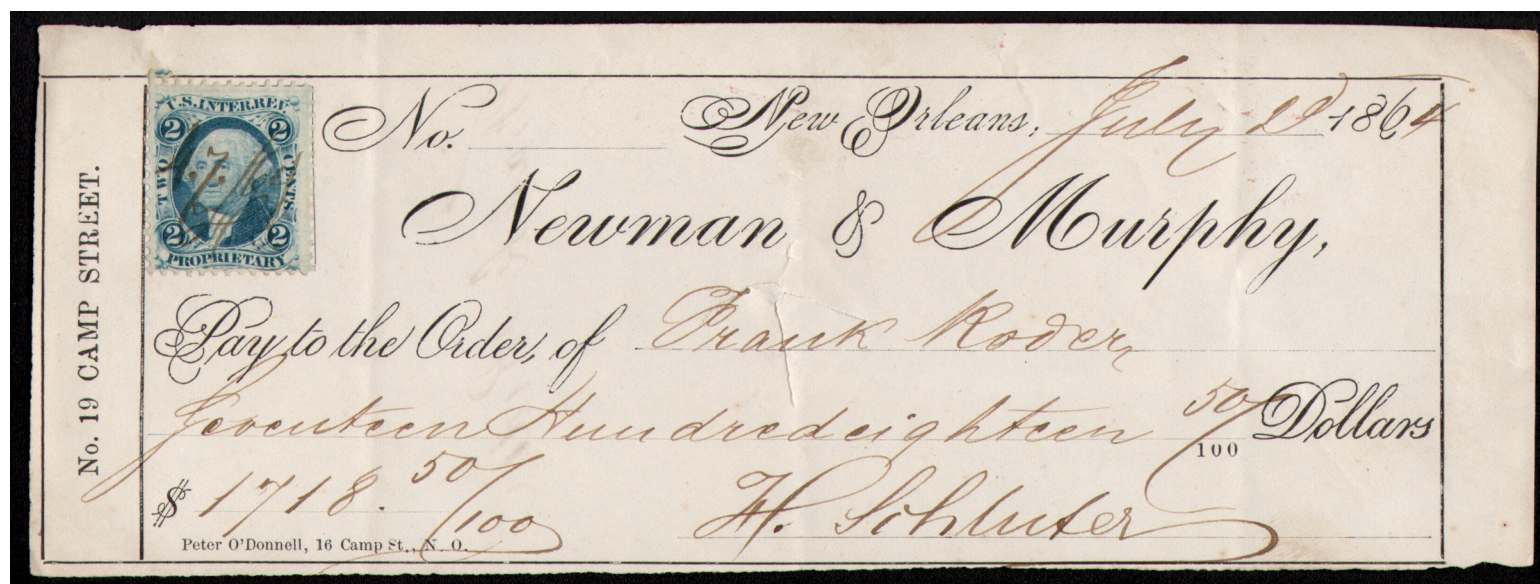 U.S. INTER. REV.
2 2
TWO CENTS
2 2
PROPRIETARY
No. New Orleans, July 2d 1864
Newman & Murphy,
No. 19 CAMP STREET.
Pay to the Order, of Frank Roder
Seventeen Hundred eighteen 50/100 Dollars
$ 1718. 50/100 H. Schluter
Peter O'Donnell, 16 Camp St., N. O.